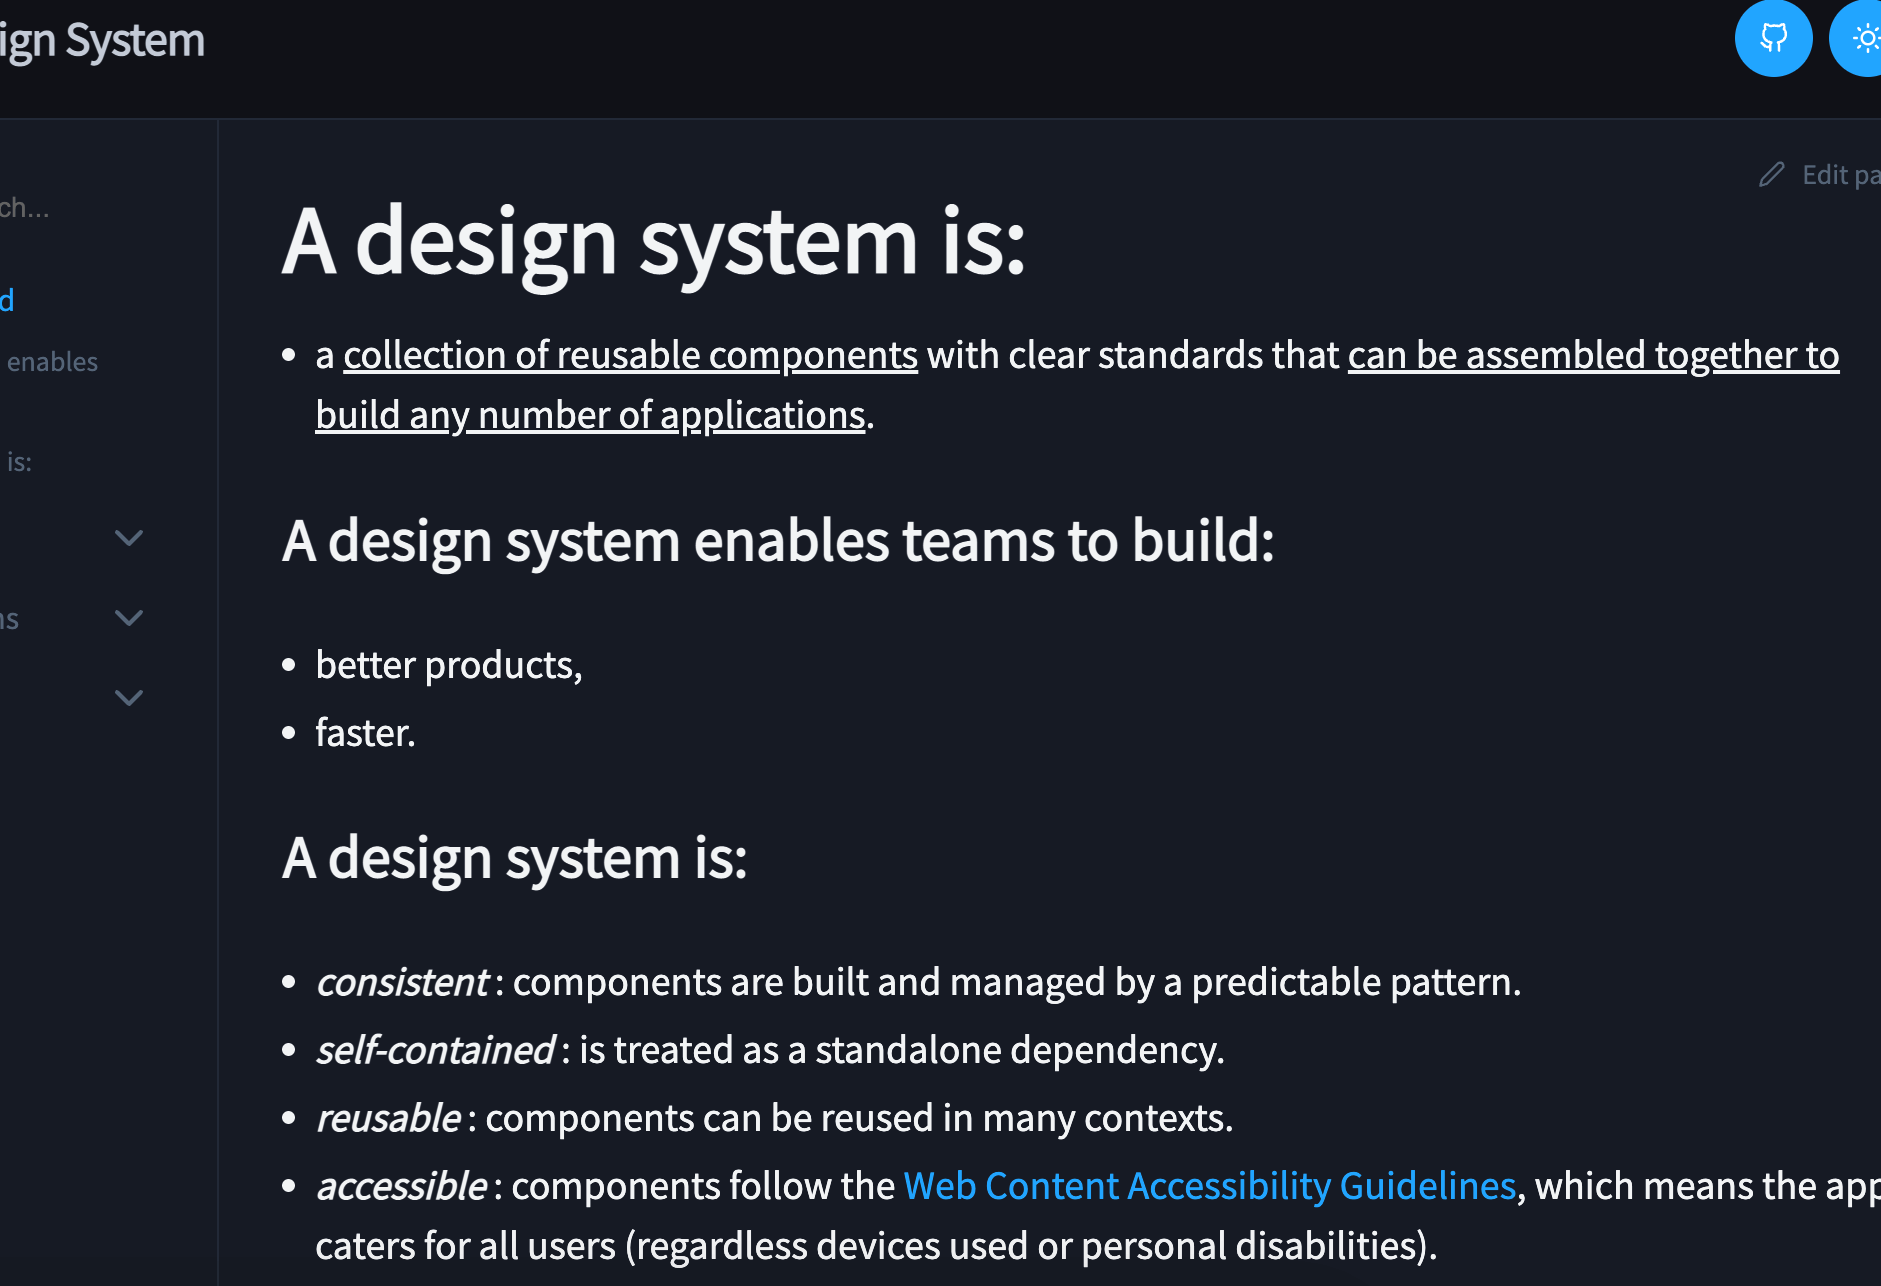 ign System
Edit pa
ch...
d
enables
is:
ns
A design system is:
• a collection of reusable components with clear standards that can be assembled together to
build any number of applications.
A design system enables teams to build:
• better products,
• faster.
A design system is:
• consistent : components are built and managed by a predictable pattern.
• self-contained : is treated as a standalone dependency.
• reusable : components can be reused in many contexts.
• accessible : components follow the Web Content Accessibility Guidelines, which means the app
caters for all users (regardless devices used or personal disabilities).